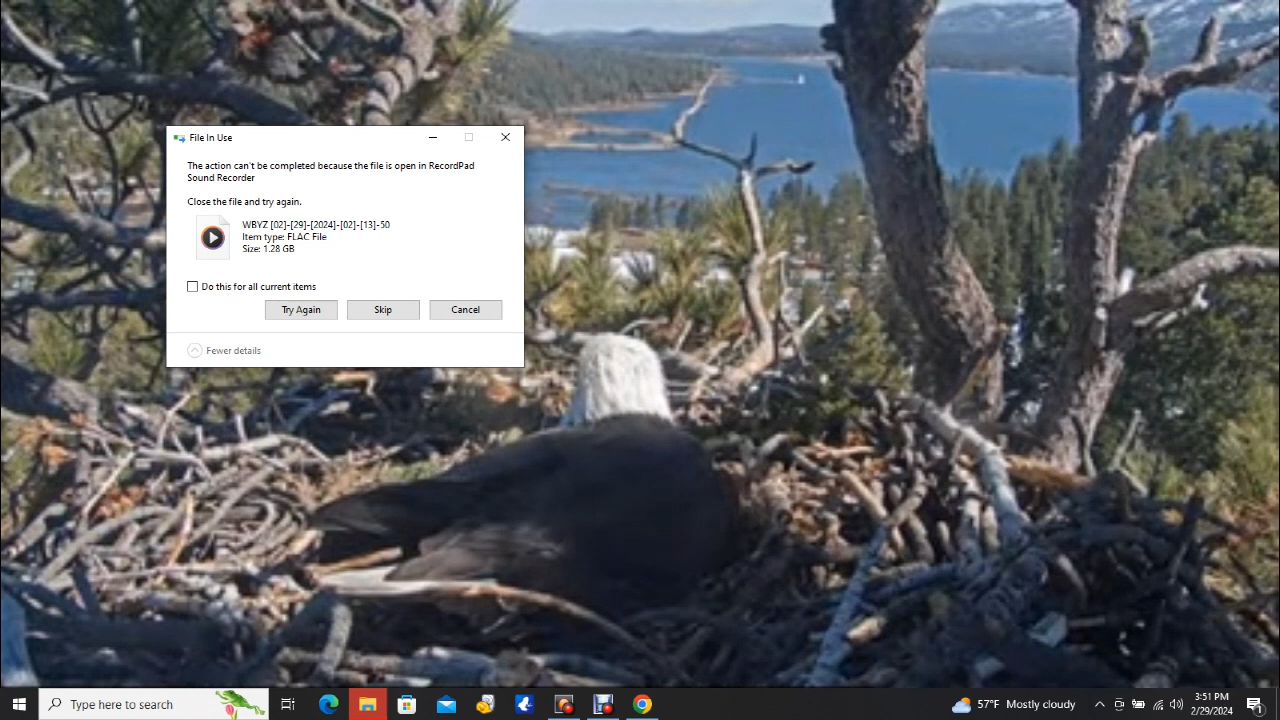 File In Use
The action can't be completed because the file is open in RecordPad
Sound Recorder
Close the file and try again.
WBYZ [02]-[29]-[2024]-[02]-[13]-50
Item type: FLAC File
Size: 1.28 GB
Do this for all current items
Try Again Skip Cancel
Fewer details
Type here to search
57°F Mostly cloudy
3:51 PM
2/29/2024